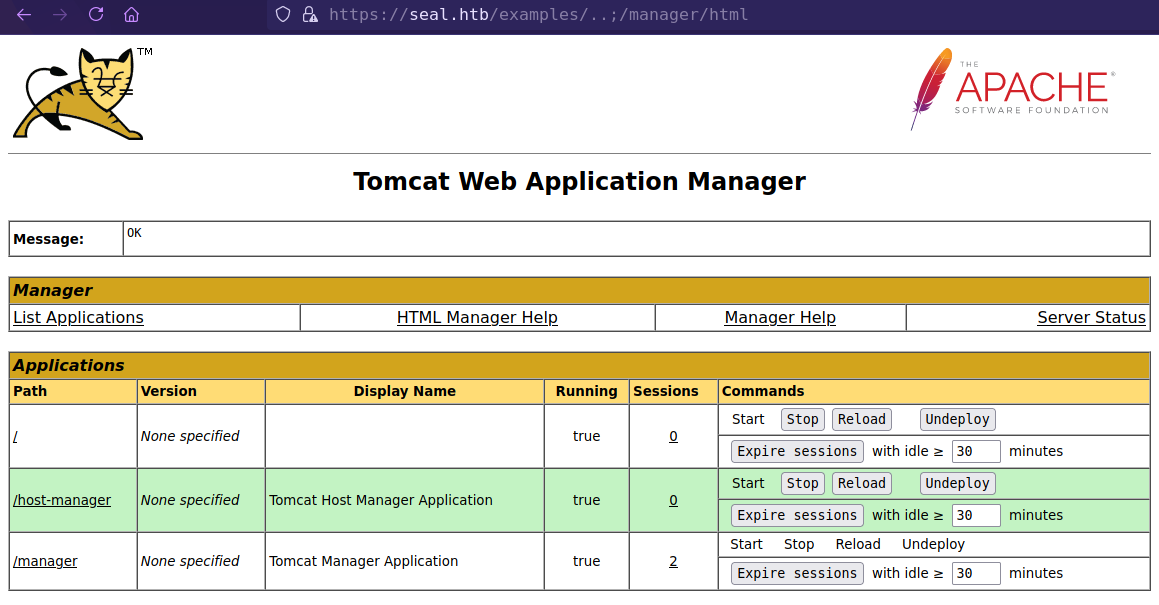 https://seal.htb/examples/..;/manager/html
TM
THE
APACHE®
SOFTWARE FOUNDATION
Tomcat Web Application Manager
Message: OK
Manager
List Applications HTML Manager Help Manager Help Server Status
Applications
Path Version Display Name Running Sessions Commands
/ None specified true 0 Start Stop Reload Undeploy
Expire sessions with idle ≥ 30 minutes
/host-manager None specified Tomcat Host Manager Application true 0 Start Stop Reload Undeploy
Expire sessions with idle ≥ 30 minutes
/manager None specified Tomcat Manager Application true 2 Start Stop Reload Undeploy
Expire sessions with idle ≥ 30 minutes